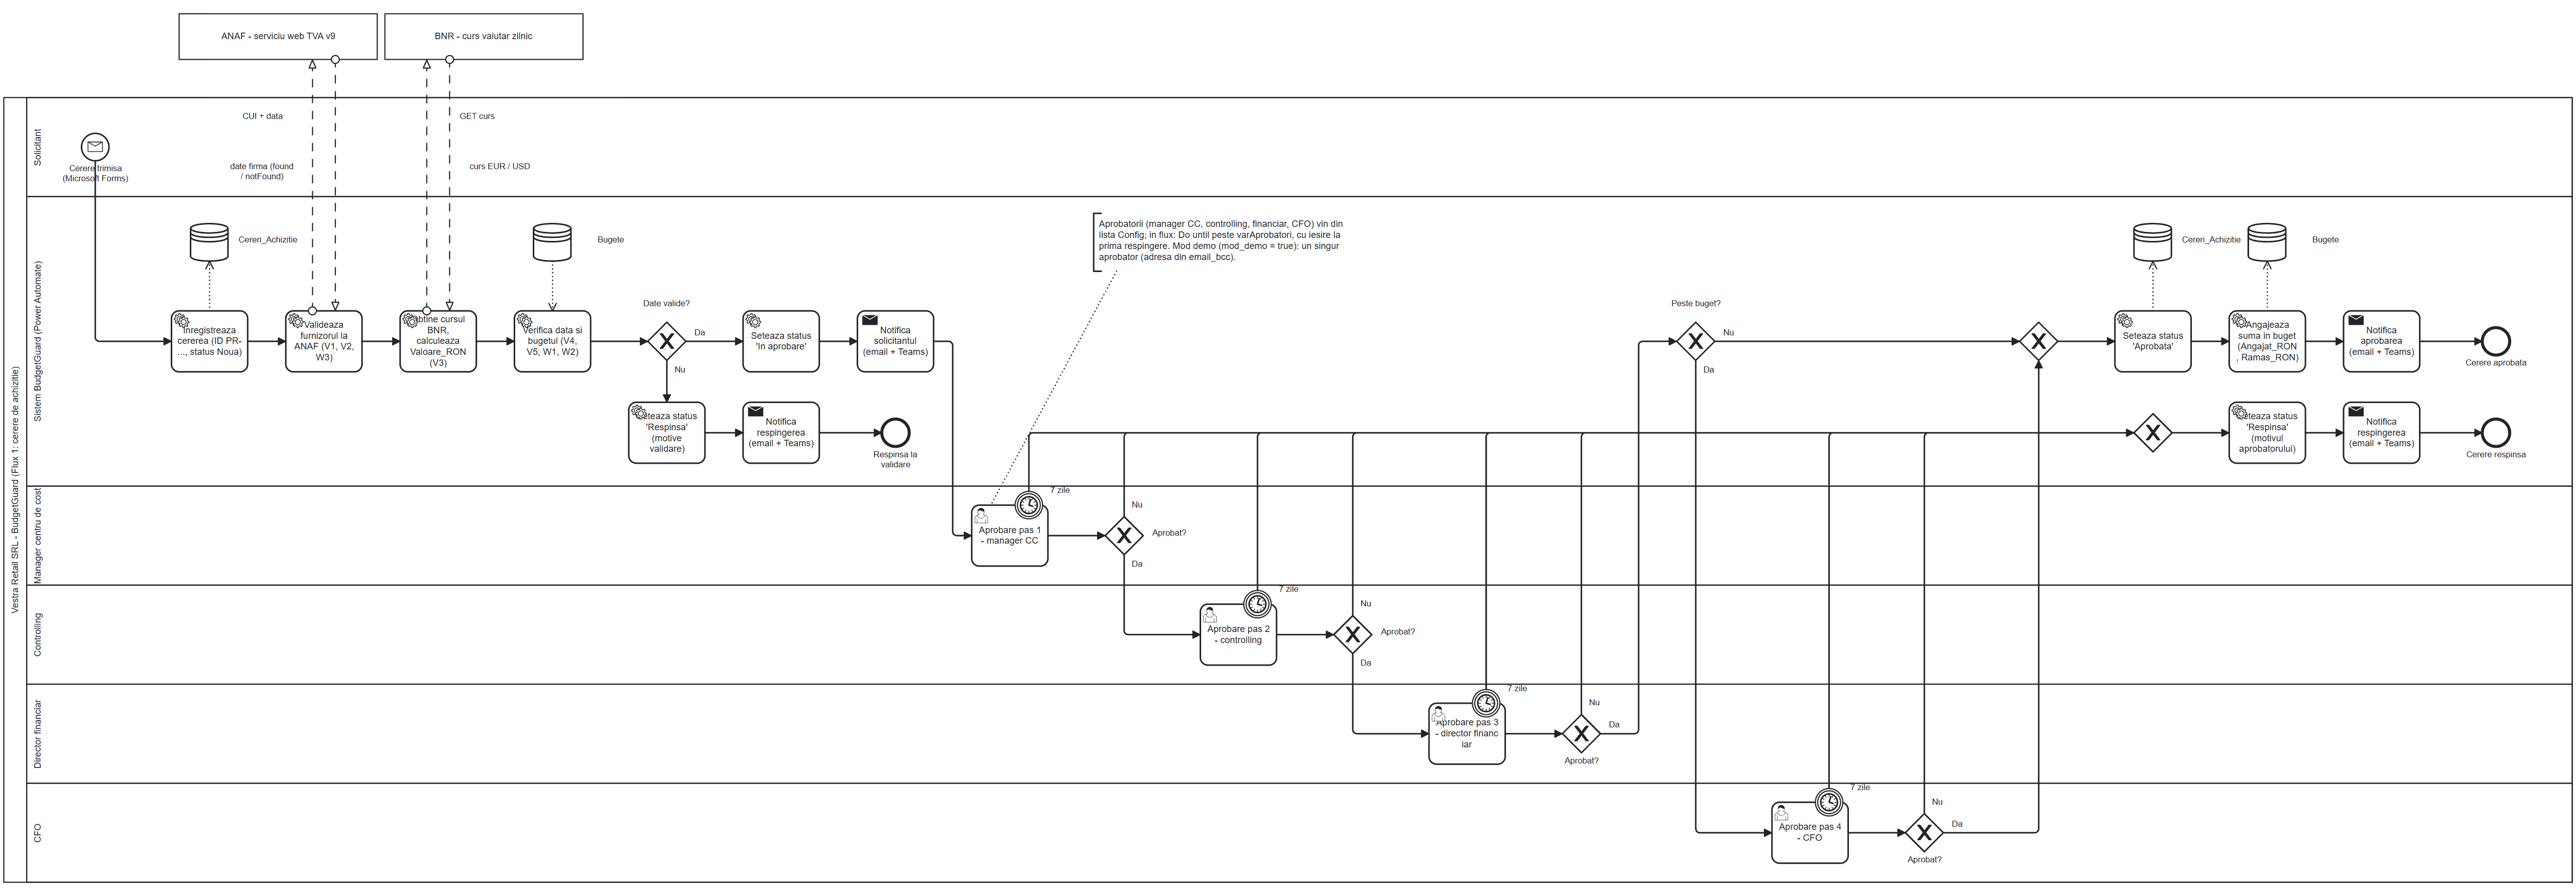 ANAF - serviciu web TVA v9
BNR - curs valutar zilnic
Vestra Retail SRL - BudgetGuard (Flux 1: cerere de achizitie)
Solicitant
CUI + data
GET curs
Cerere trimisa
(Microsoft Forms)
date firma (found
/ notFound)
curs EUR / USD
Sistem BudgetGuard (Power Automate)
Cereri_Achizitie
Bugete
Aprobatorii (manager CC, controlling, financiar, CFO) vin din
lista Config; in flux: Do until peste varAprobatori, cu iesire la
prima respingere. Mod demo (mod_demo = true): un singur
aprobator (adresa din email_bcc).
Cereri_Achizitie
Bugete
Inregistreaza
cererea (ID PR-
..., status Noua)
Valideaza
furnizorul la
ANAF (V1, V2,
W3)
Obtine cursul
BNR,
calculeaza
Valoare_RON
(V3)
Verifica data si
bugetul (V4,
V5, W1, W2)
Date valide?
Da
Nu
Seteaza status
'In aprobare'
Notifica
solicitantul
(email + Teams)
Peste buget?
Nu
Da
Seteaza status
'Aprobata'
Angajeaza
suma in buget
(Angajat_RON
, Ramas_RON)
Notifica
aprobarea
(email + Teams)
Cerere aprobata
Seteaza status
'Respinsa'
(motive
validare)
Notifica
respingerea
(email + Teams)
Respinsa la
validare
Seteaza status
'Respinsa'
(motivul
aprobatorului)
Notifica
respingerea
(email + Teams)
Cerere respinsa
Manager centru de cost
7 zile
Aprobare pas 1
- manager CC
Nu
Aprobat?
Da
Controlling
7 zile
Aprobare pas 2
- controlling
Nu
Aprobat?
Da
Director financiar
7 zile
Aprobare pas 3
- director financ
iar
Nu
Da
Aprobat?
CFO
7 zile
Aprobare pas 4
- CFO
Nu
Da
Aprobat?